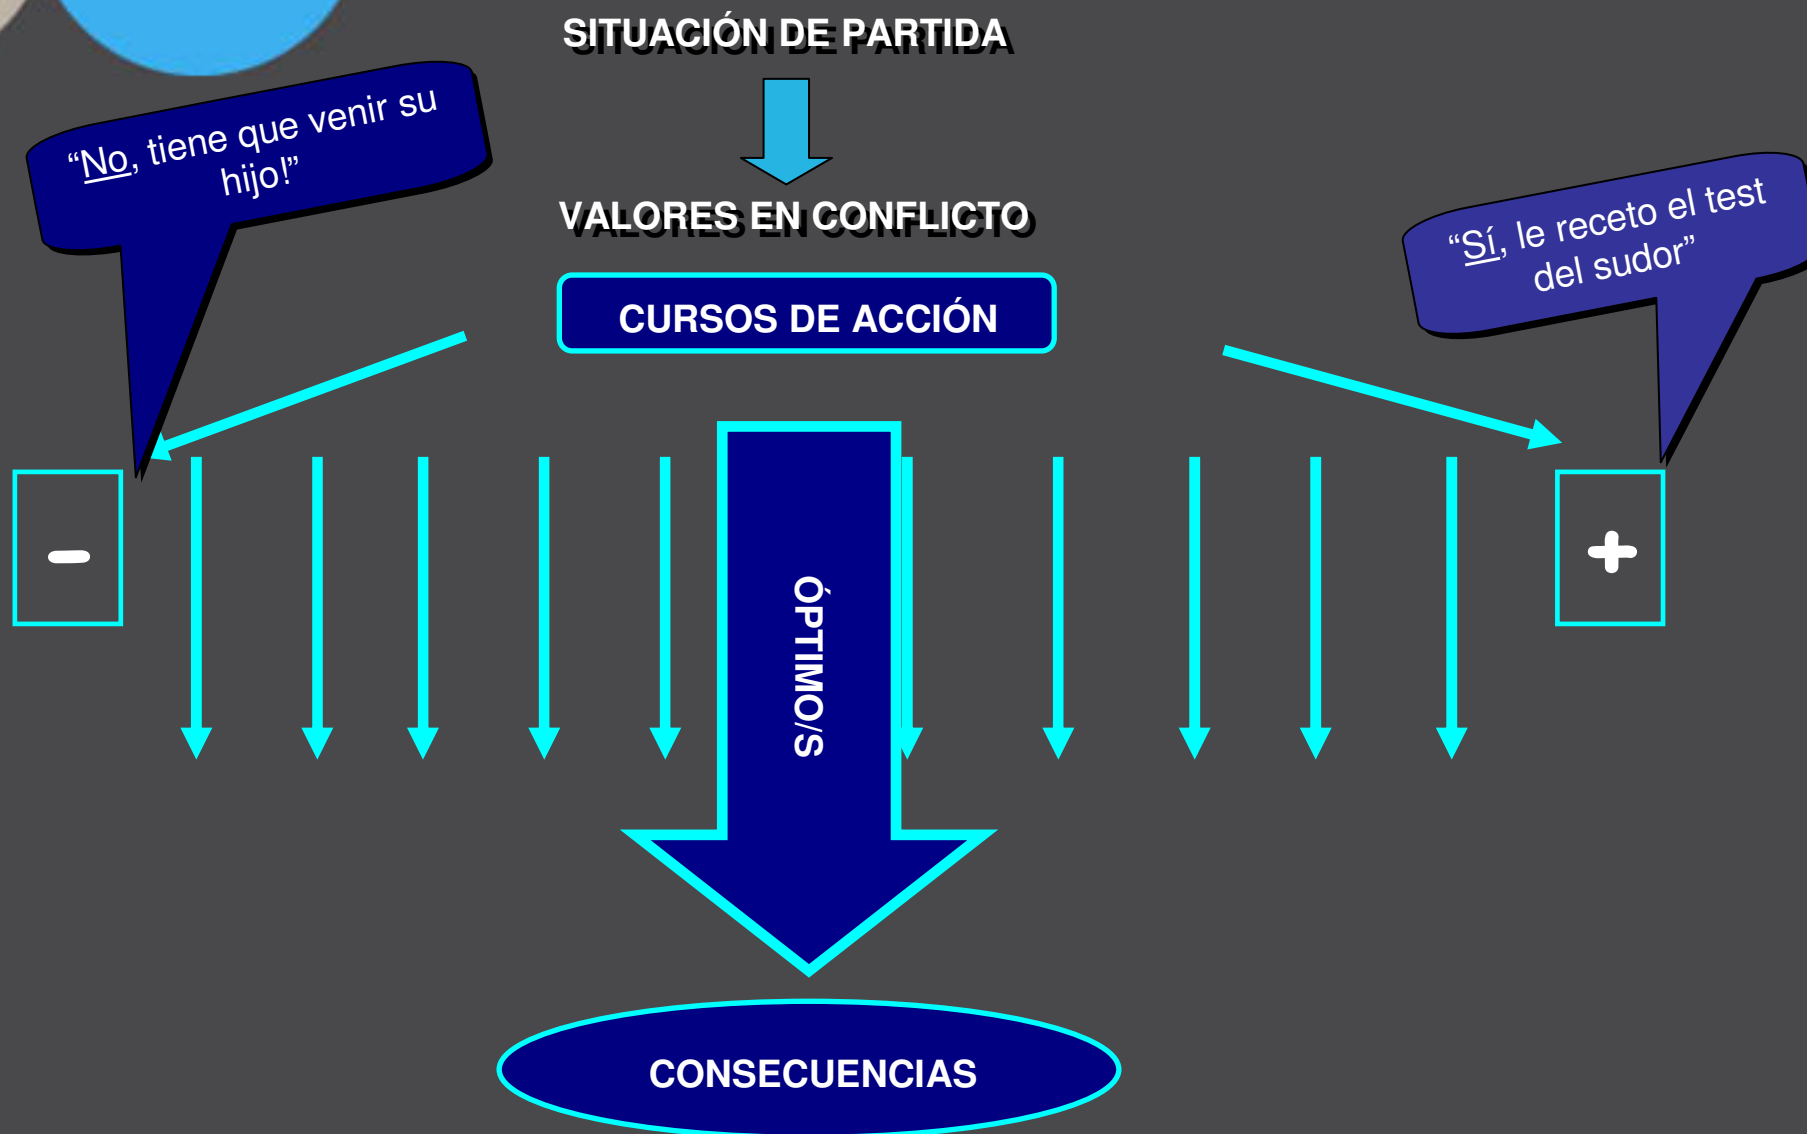 SITUACIÓN DE PARTIDA
“No, tiene que venir su
hijo!”
VALORES EN CONFLICTO
“Sí, le receto el test
del sudor”
CURSOS DE ACCIÓN
-
+
ÓPTIMO/S
CONSECUENCIAS